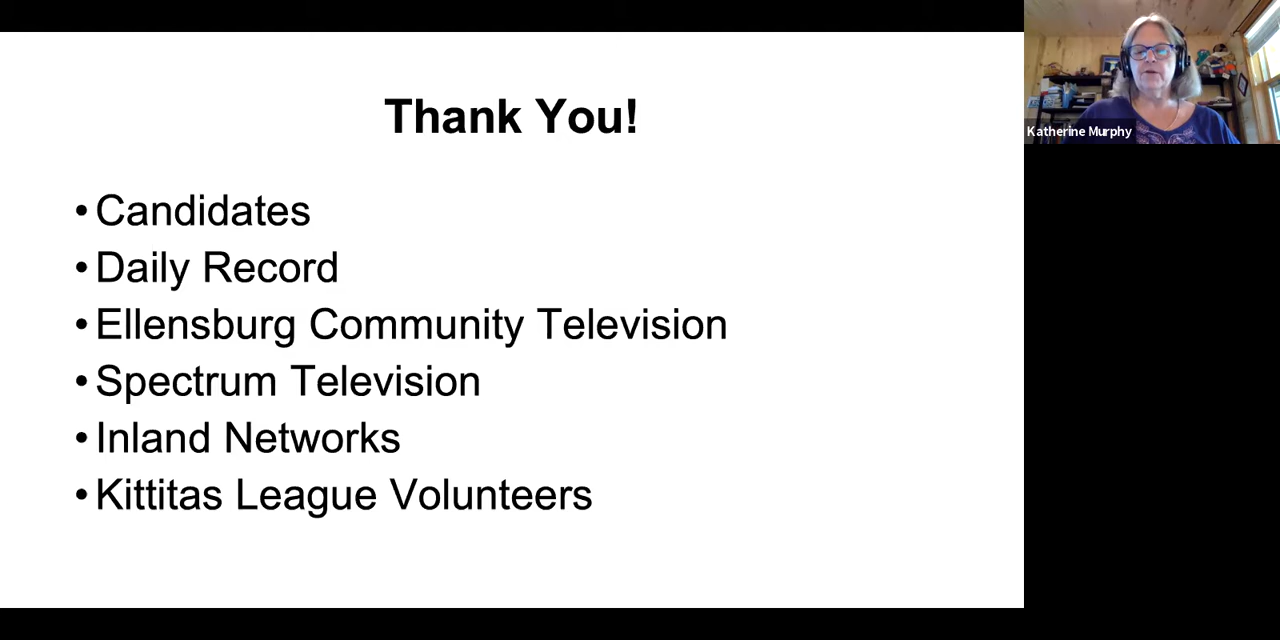 Thank You!
• Candidates
• Daily Record
• Ellensburg Community Television
• Spectrum Television
• Inland Networks
• Kittitas League Volunteers
Katherine Murphy